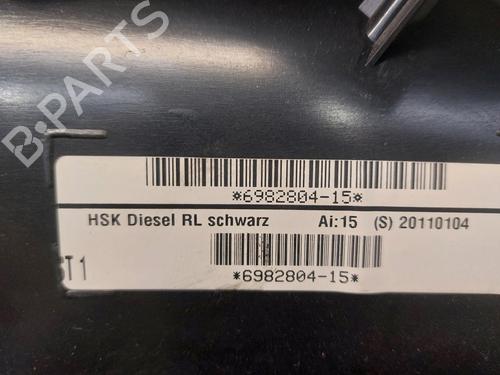 B-PARTS
*6982804-15*
HSK Diesel RL schwarz Ai:15 (S) 20110104
*6982804-15*
T1